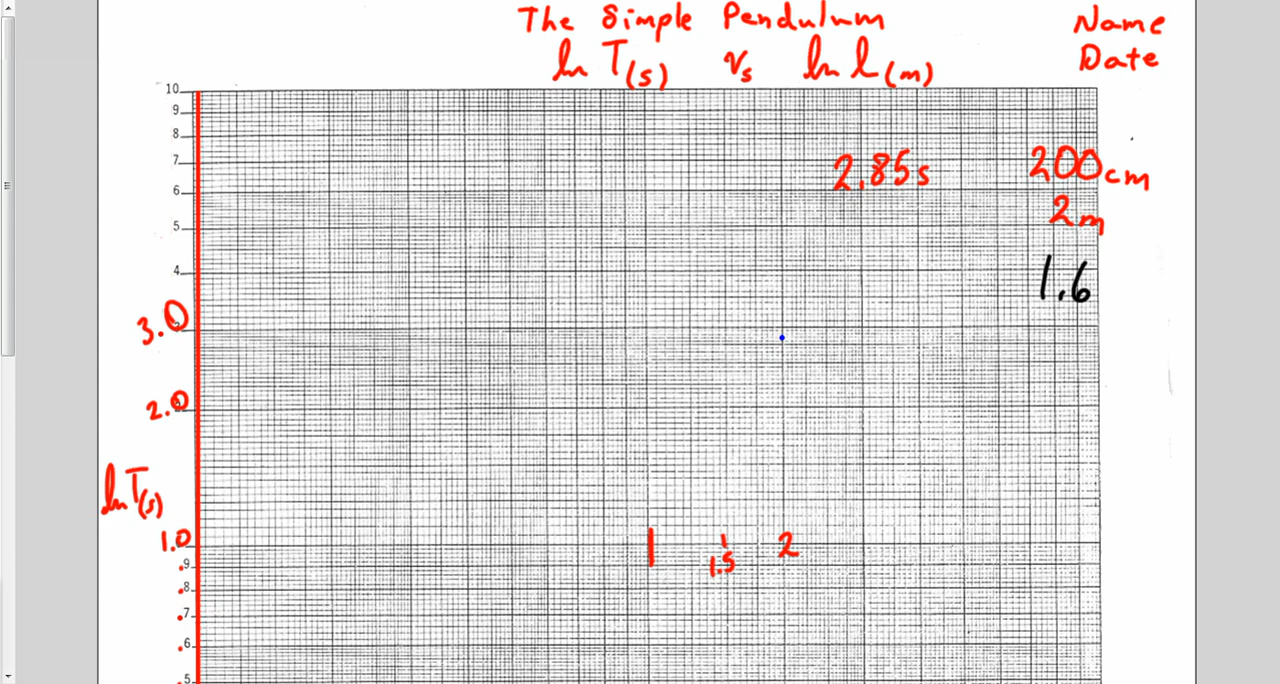 The Simple Pendulum
ln T(s) vs ln l(m)
Name
Date
10
9
8
7
6
5
4
3.0
2.0
ln T(s)
1.0
.9
.8
.7
.6
.5
2.85s
200cm
2m
1.6
1
1.5
2